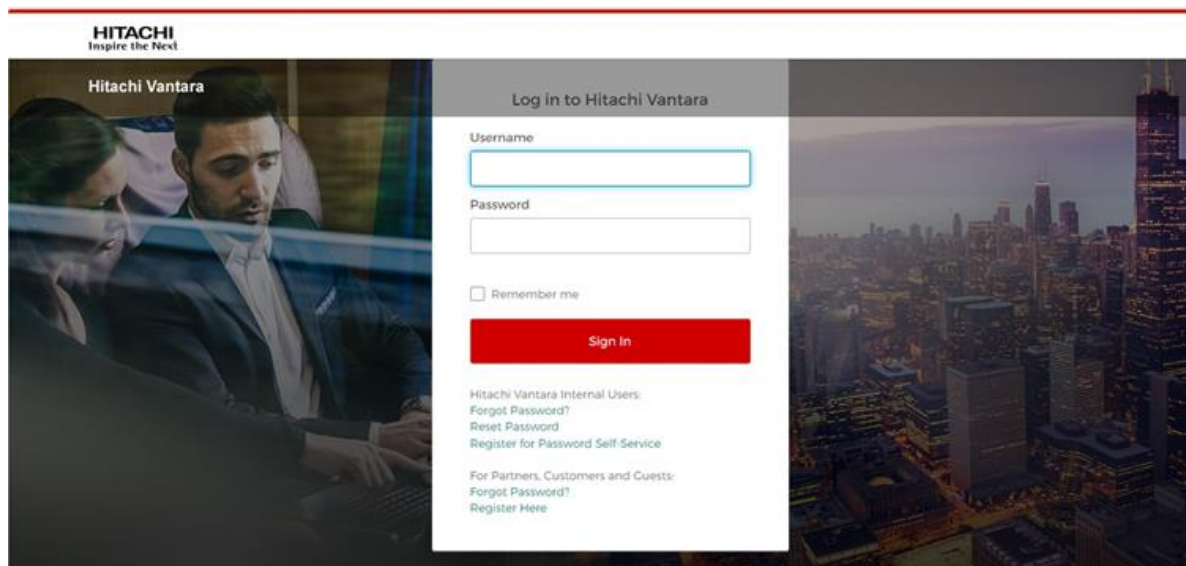 HITACHI
Inspire the Next
Hitachi Vantara
Log in to Hitachi Vantara
Username
Password
Remember me
Sign In
Hitachi Vantara Internal Users:
Forgot Password?
Reset Password
Register for Password Self-Service
For Partners, Customers and Guests:
Forgot Password?
Register Here